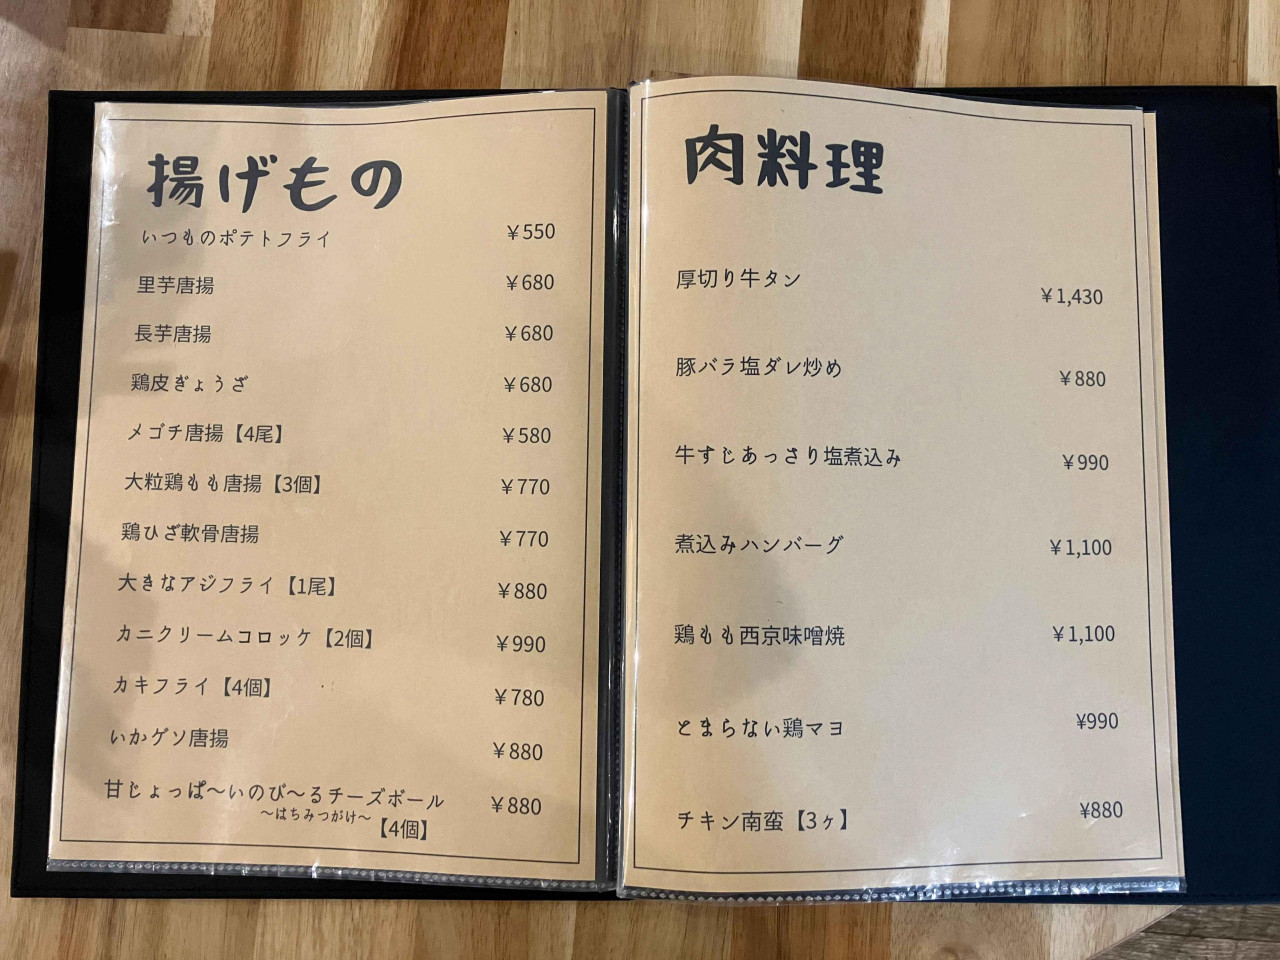 揚げもの
いつものポテトフライ ￥550
里芋唐揚 ￥680
長芋唐揚 ￥680
鶏皮ぎょうざ ￥680
メゴチ唐揚【4尾】 ￥580
大粒鶏もも唐揚【3個】 ￥770
鶏ひざ軟骨唐揚 ￥770
大きなアジフライ【1尾】 ￥880
カニクリームコロッケ【2個】 ￥990
カキフライ【4個】 ￥780
いかゲソ唐揚 ￥880
甘じょっぱ〜いのび〜るチーズボール ￥880
〜はちみつがけ〜
【4個】
肉料理
厚切り牛タン ￥1,430
豚バラ塩ダレ炒め ￥880
牛すじあっさり塩煮込み ￥990
煮込みハンバーグ ￥1,100
鶏もも西京味噌焼 ￥1,100
とまらない鶏マヨ ¥990
チキン南蛮【3ヶ】 ¥880